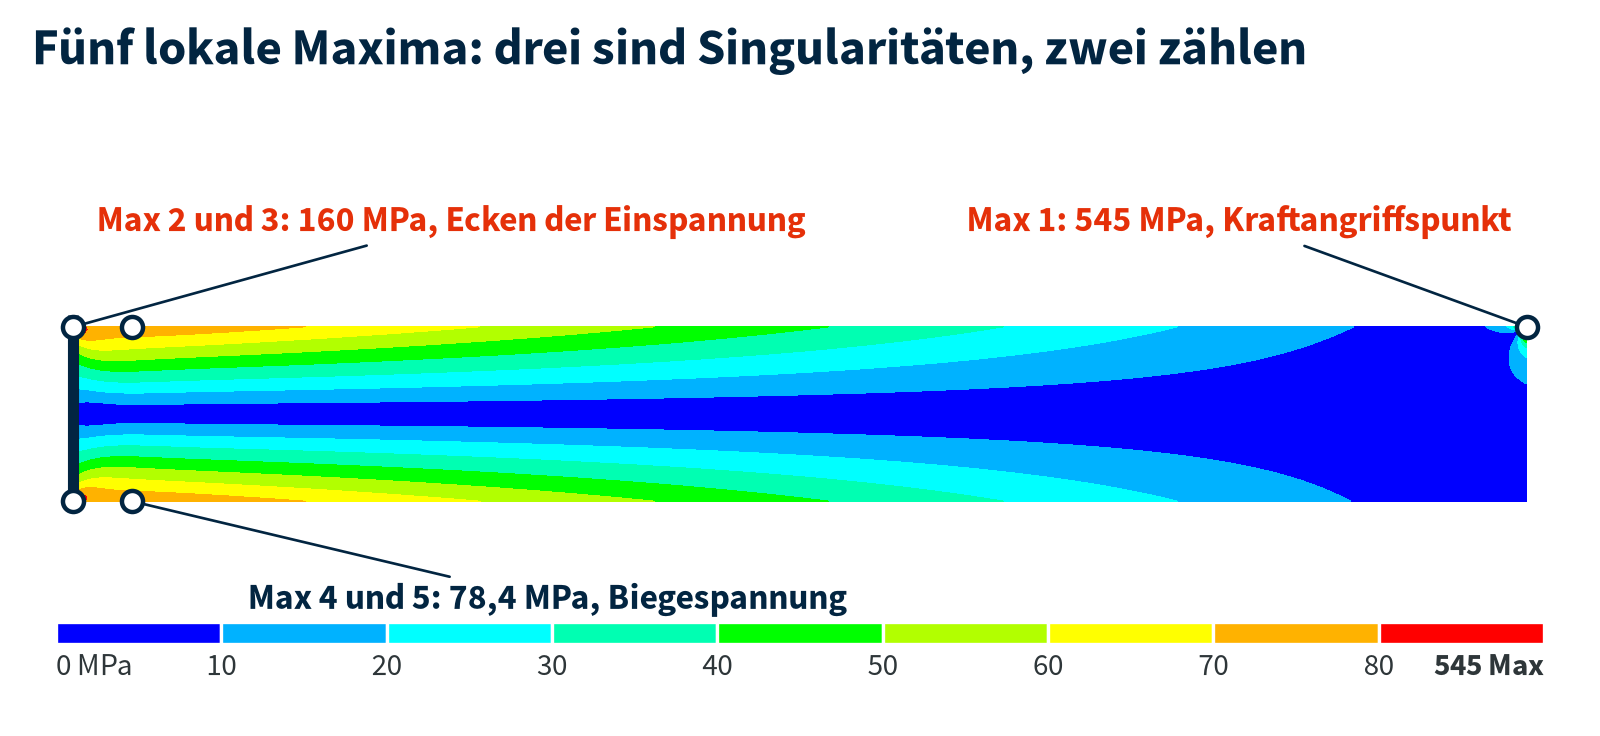 Fünf lokale Maxima: drei sind Singularitäten, zwei zählen
Max 2 und 3: 160 MPa, Ecken der Einspannung
Max 1: 545 MPa, Kraftangriffspunkt
Max 4 und 5: 78,4 MPa, Biegespannung
0 MPa 10 20 30 40 50 60 70 80 545 Max